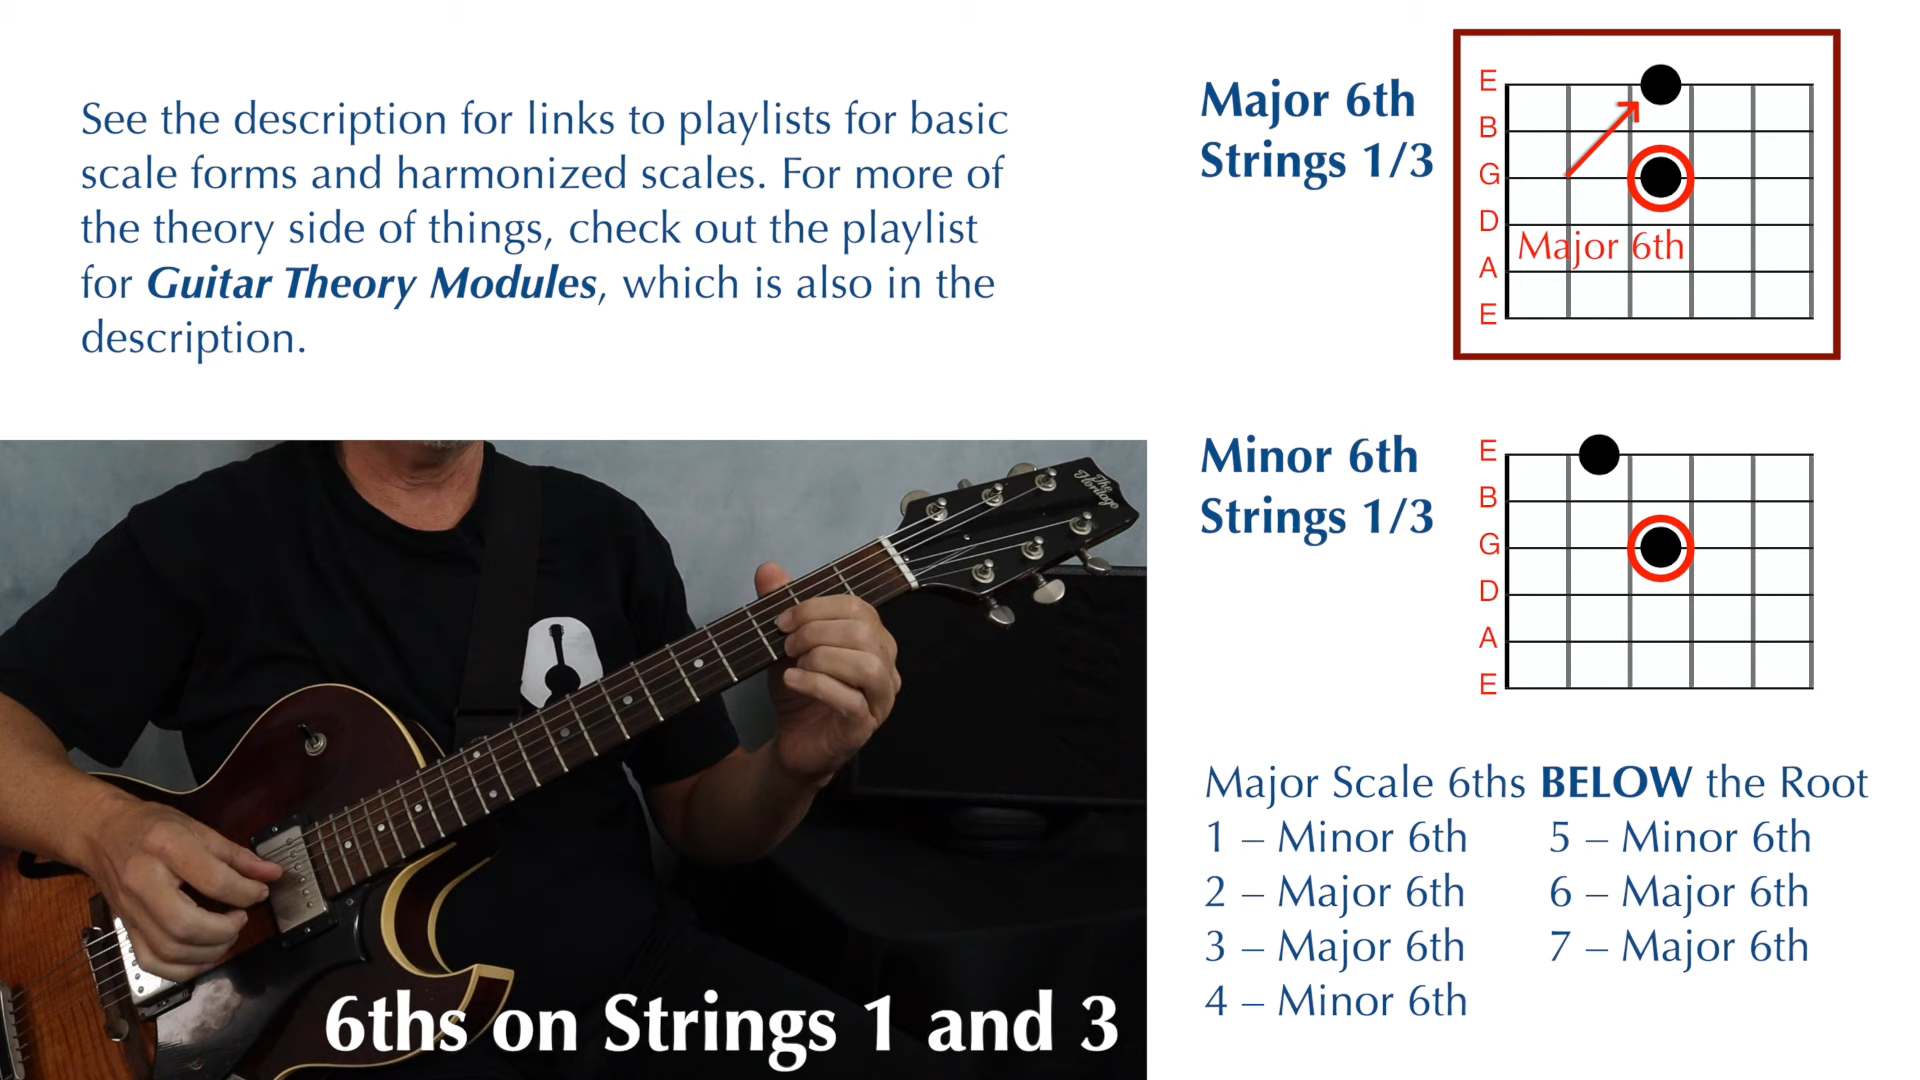 See the description for links to playlists for basic
scale forms and harmonized scales. For more of
the theory side of things, check out the playlist
for Guitar Theory Modules, which is also in the
description.
Major 6th
Strings 1/3
E
B
G
D
A
E
Major 6th
Minor 6th
Strings 1/3
E
B
G
D
A
E
The
Heritage
6ths on Strings 1 and 3
Major Scale 6ths BELOW the Root
1 – Minor 6th
2 – Major 6th
3 – Major 6th
4 – Minor 6th
5 – Minor 6th
6 – Major 6th
7 – Major 6th